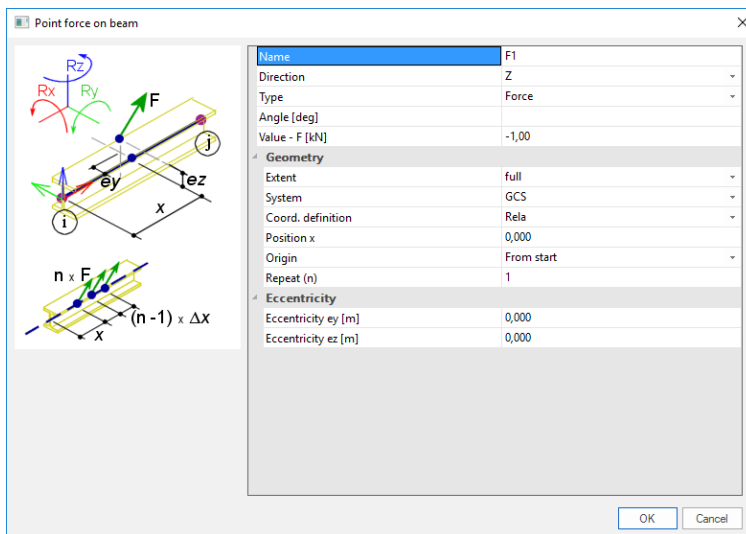 Point force on beam
Rz
Rx
Ry
F
j
ey
ez
x
i
n x F
(n -1) x Δx
x
Name F1
Direction Z
Type Force
Angle [deg]
Value - F [kN] -1,00
Geometry
Extent full
System GCS
Coord. definition Rela
Position x 0,000
Origin From start
Repeat (n) 1
Eccentricity
Eccentricity ey [m] 0,000
Eccentricity ez [m] 0,000
OK Cancel